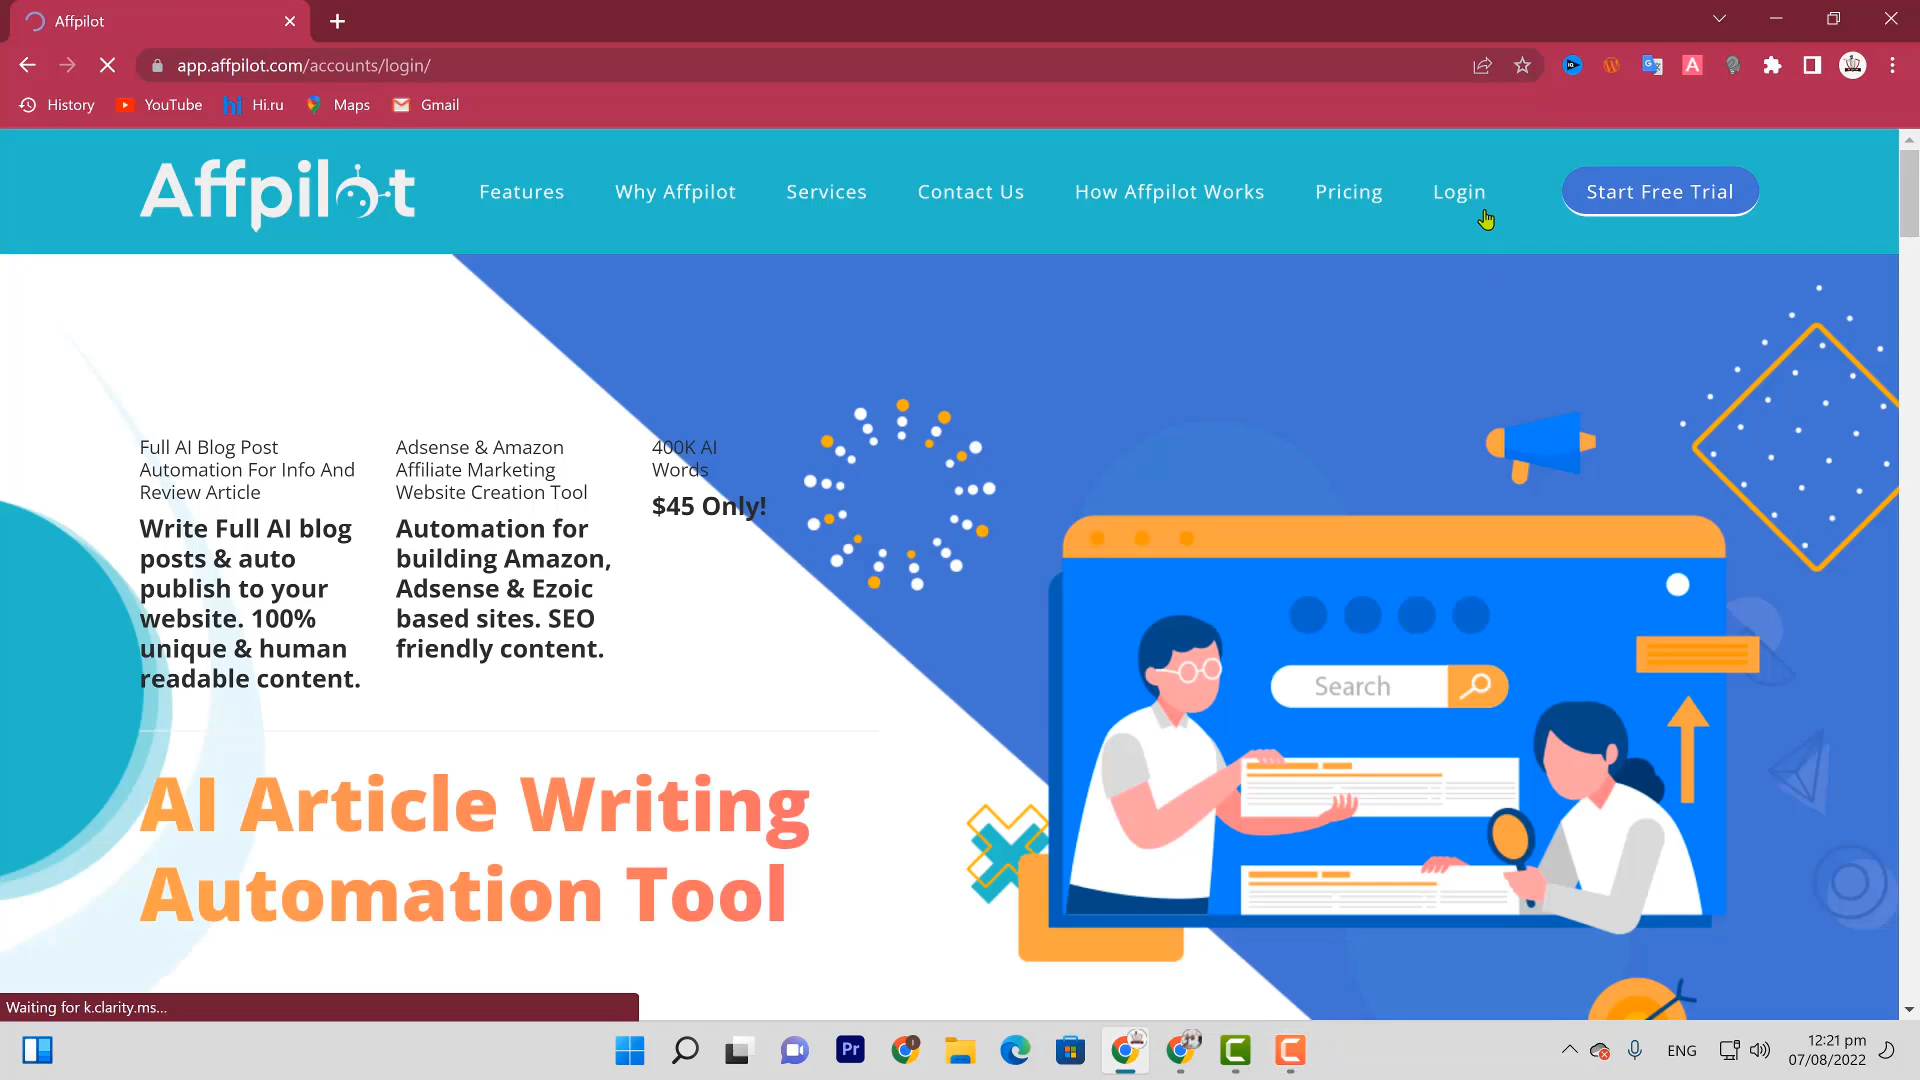 Affpilot
app.affpilot.com/accounts/login/
History YouTube hi Hi.ru Maps Gmail
Affpilot Features Why Affpilot Services Contact Us How Affpilot Works Pricing Login Start Free Trial
Full AI Blog Post
Automation For Info And
Review Article
Write Full AI blog
posts & auto
publish to your
website. 100%
unique & human
readable content.
Adsense & Amazon
Affiliate Marketing
Website Creation Tool
Automation for
building Amazon,
Adsense & Ezoic
based sites. SEO
friendly content.
400K AI
Words
$45 Only!
Search
AI Article Writing
Automation Tool
Waiting for k.clarity.ms...
Pr
ENG
12:21 pm
07/08/2022